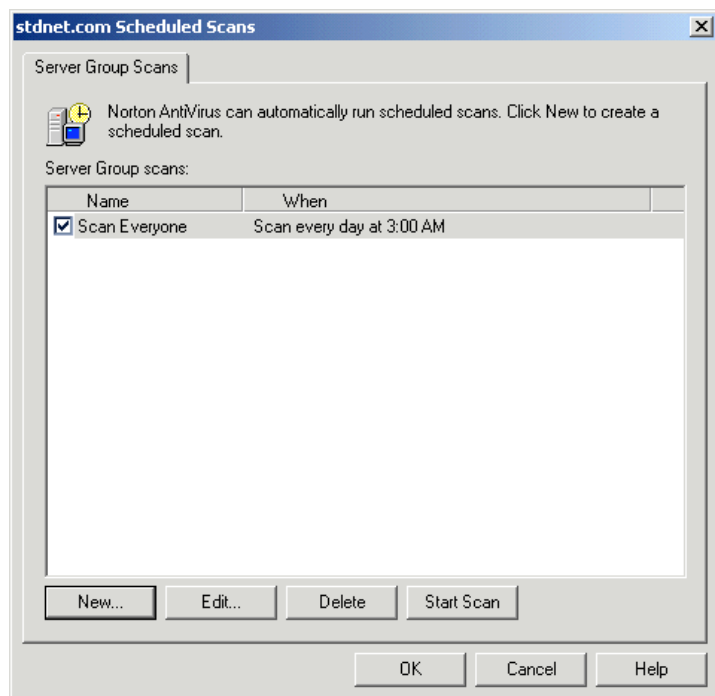 stdnet.com Scheduled Scans
Server Group Scans
Norton AntiVirus can automatically run scheduled scans. Click New to create a
scheduled scan.
Server Group scans:
Name When
Scan Everyone Scan every day at 3:00 AM
New... Edit... Delete Start Scan
OK Cancel Help